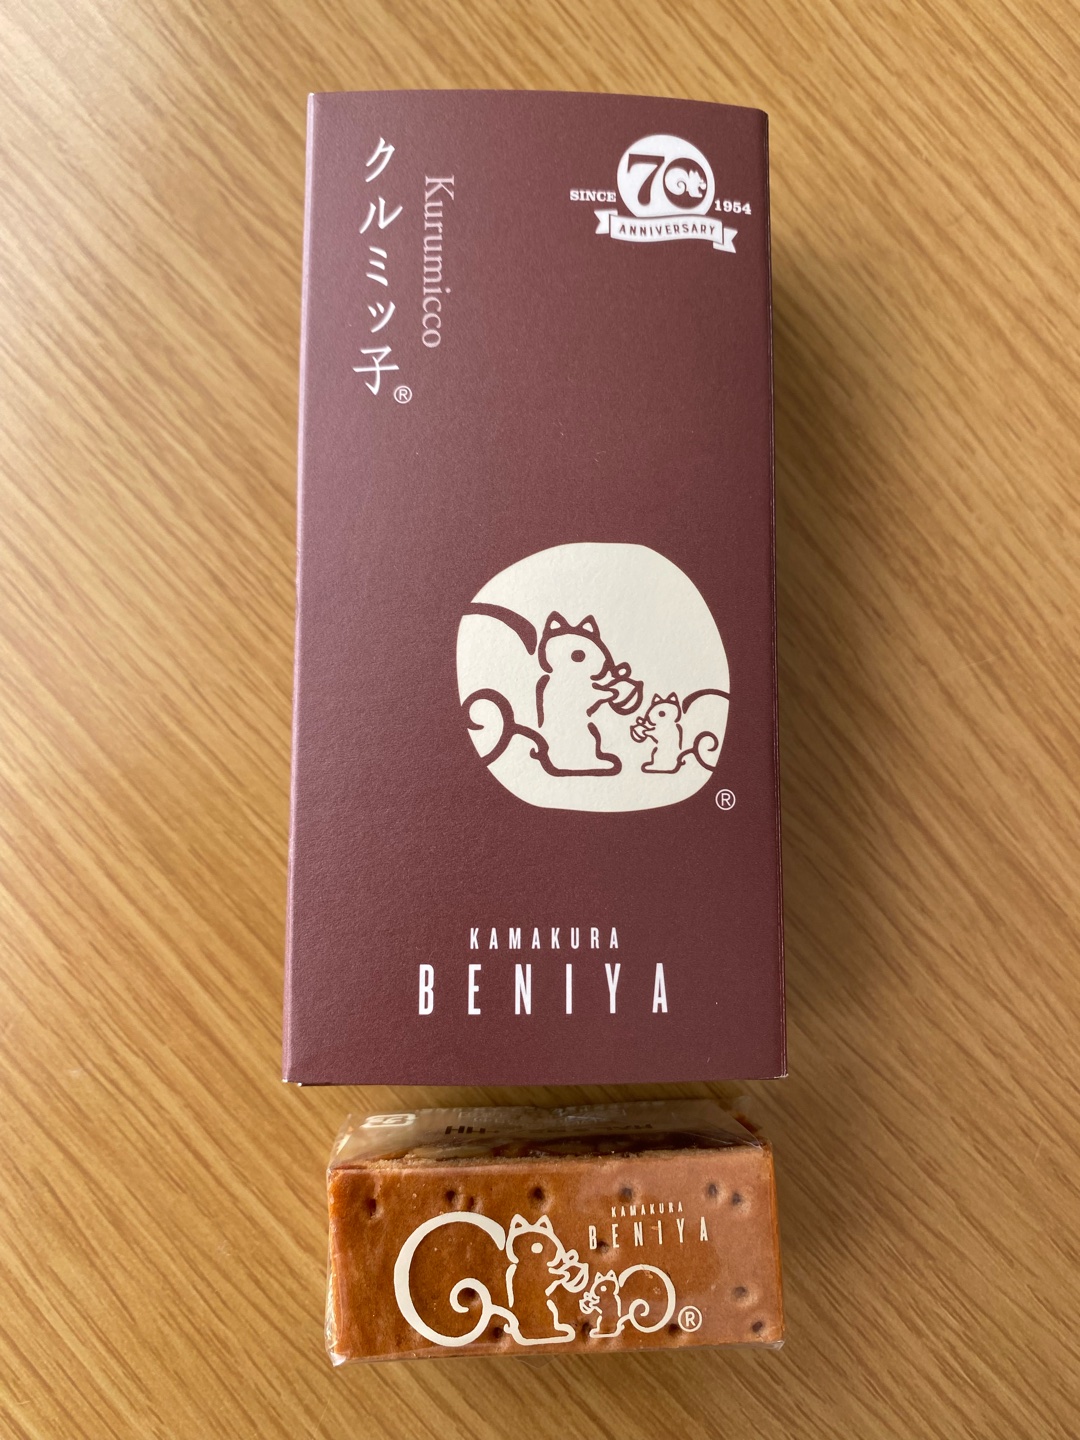 クルミッ子®
Kurumicco
SINCE 70 1954
ANNIVERSARY
®
KAMAKURA
BENIYA
KAMAKURA
BENIYA
®